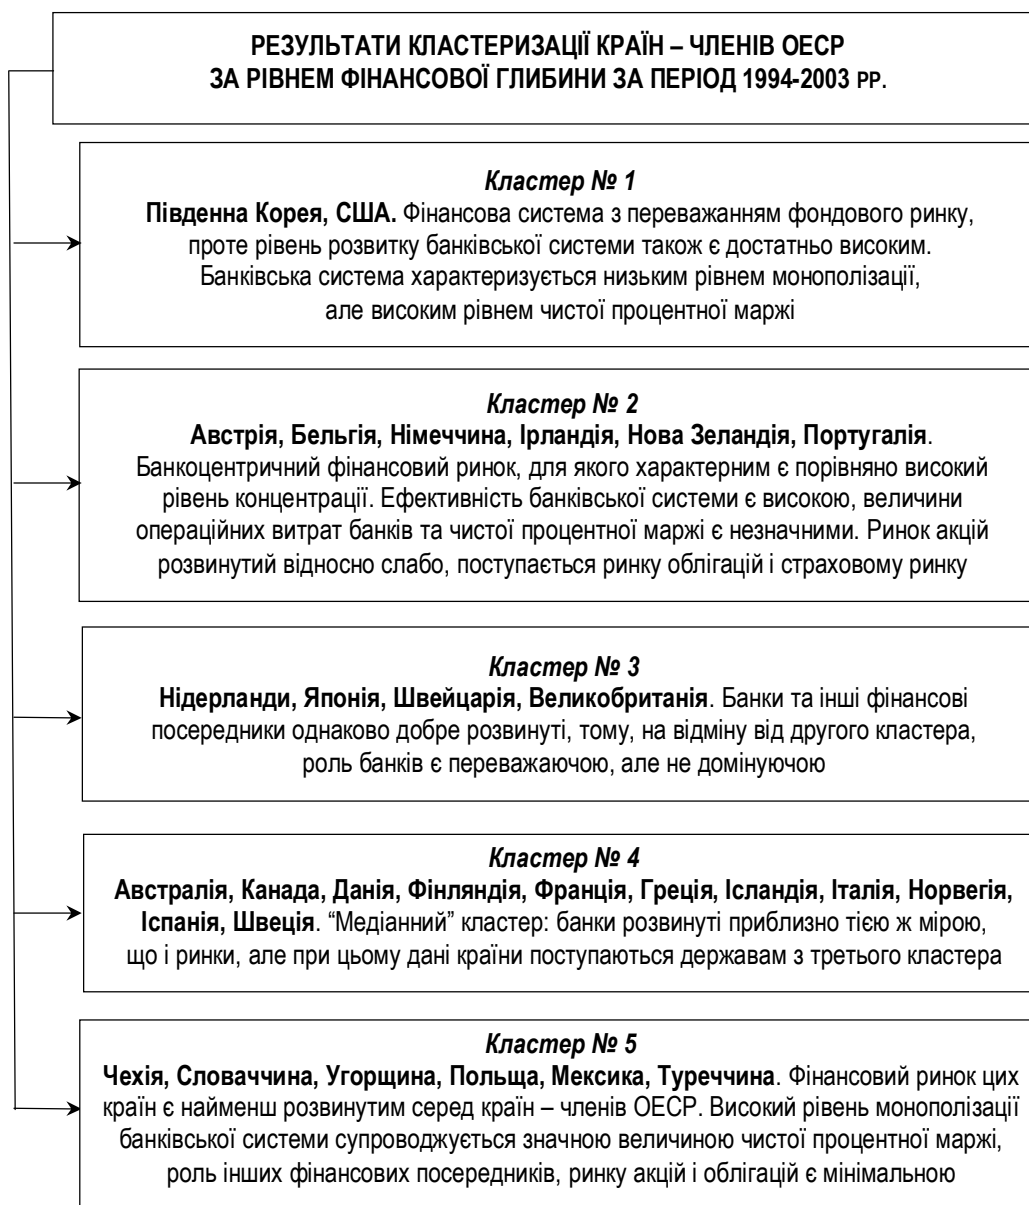 РЕЗУЛЬТАТИ КЛАСТЕРИЗАЦІЇ КРАЇН – ЧЛЕНІВ ОЕСР
ЗА РІВНЕМ ФІНАНСОВОЇ ГЛИБИНИ ЗА ПЕРІОД 1994-2003 РР.
Кластер № 1
Південна Корея, США. Фінансова система з переважанням фондового ринку,
проте рівень розвитку банківської системи також є достатньо високим.
Банківська система характеризується низьким рівнем монополізації,
але високим рівнем чистої процентної маржі
Кластер № 2
Австрія, Бельгія, Німеччина, Ірландія, Нова Зеландія, Португалія.
Банкоцентричний фінансовий ринок, для якого характерним є порівняно високий
рівень концентрації. Ефективність банківської системи є високою, величини
операційних витрат банків та чистої процентної маржі є незначними. Ринок акцій
розвинутий відносно слабо, поступається ринку облігацій і страховому ринку
Кластер № 3
Нідерланди, Японія, Швейцарія, Великобританія. Банки та інші фінансові
посередники однаково добре розвинуті, тому, на відміну від другого кластера,
роль банків є переважаючою, але не домінуючою
Кластер № 4
Австралія, Канада, Данія, Фінляндія, Франція, Греція, Ісландія, Італія, Норвегія,
Іспанія, Швеція. “Медіанний” кластер: банки розвинуті приблизно тією ж мірою,
що і ринки, але при цьому дані країни поступаються державам з третього кластера
Кластер № 5
Чехія, Словаччина, Угорщина, Польща, Мексика, Туреччина. Фінансовий ринок цих
країн є найменш розвинутим серед країн – членів ОЕСР. Високий рівень монополізації
банківської системи супроводжується значною величиною чистої процентної маржі,
роль інших фінансових посередників, ринку акцій і облігацій є мінімальною